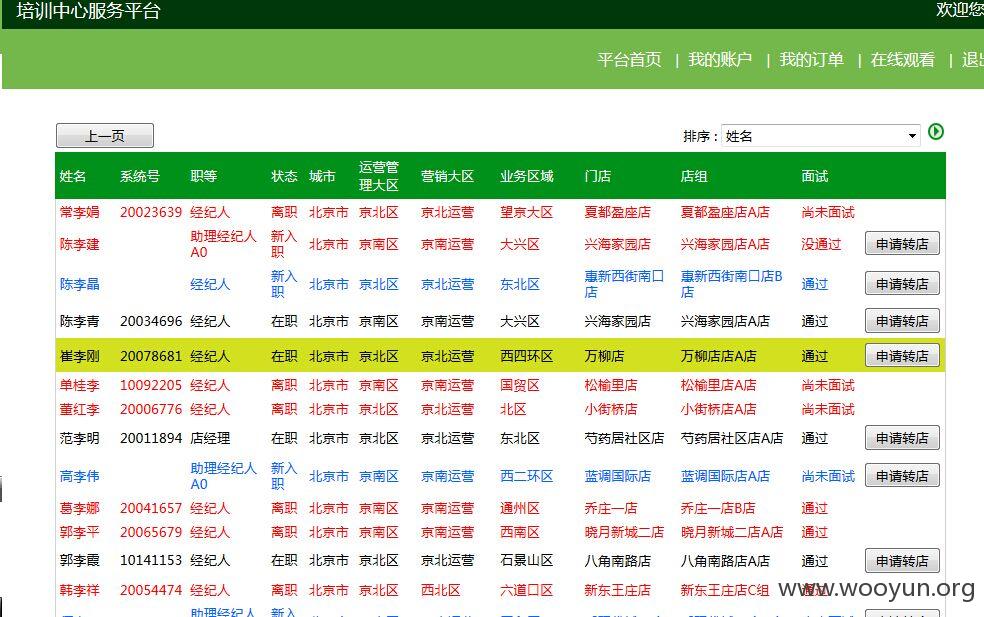 培训中心服务平台 欢迎您
平台首页 | 我的账户 | 我的订单 | 在线观看 | 退出
上一页 排序：姓名
姓名 系统号 职等 状态 城市 运营管理大区 营销大区 业务区域 门店 店组 面试
常李娟 20023639 经纪人 离职 北京市 京北区 京北运营 望京大区 夏都盈座店 夏都盈座店A店 尚未面试
陈李建 助理经纪人A0 新入职 北京市 京南区 京南运营 大兴区 兴海家园店 兴海家园店A店 没通过 申请转店
陈李晶 经纪人 新入职 北京市 京北区 京北运营 东北区 惠新西街南口店 惠新西街南口店B店 通过 申请转店
陈李青 20034696 经纪人 在职 北京市 京南区 京南运营 大兴区 兴海家园店 兴海家园店A店 通过 申请转店
崔李刚 20078681 经纪人 在职 北京市 京北区 京北运营 西四环区 万柳店 万柳店店A店 通过 申请转店
单桂李 10092205 经纪人 离职 北京市 京南区 京南运营 国贸区 松榆里店 松榆里店A店 尚未面试
董红李 20006776 经纪人 离职 北京市 京北区 京南运营 北区 小街桥店 小街桥店A店 尚未面试
范李明 20011894 店经理 在职 北京市 京北区 京北运营 东北区 芍药居社区店 芍药居社区店A店 通过 申请转店
高李伟 助理经纪人A0 新入职 北京市 京南区 京南运营 西二环区 蓝调国际店 蓝调国际店A店 尚未面试 申请转店
葛李娜 20041657 经纪人 离职 北京市 京南区 京南运营 通州区 乔庄一店 乔庄一店B店 通过
郭李平 20065679 经纪人 离职 北京市 京南区 京南运营 西南区 晓月新城二店 晓月新城二店A店 通过
郭李霞 10141153 经纪人 在职 北京市 京北区 京北运营 石景山区 八角南路店 八角南路店A店 通过 申请转店
韩李祥 20054474 经纪人 离职 北京市 京北区 西北区 六道口区 新东王庄店 新东王庄店C组 通过
www.wooyun.org
助理经纪人 新入